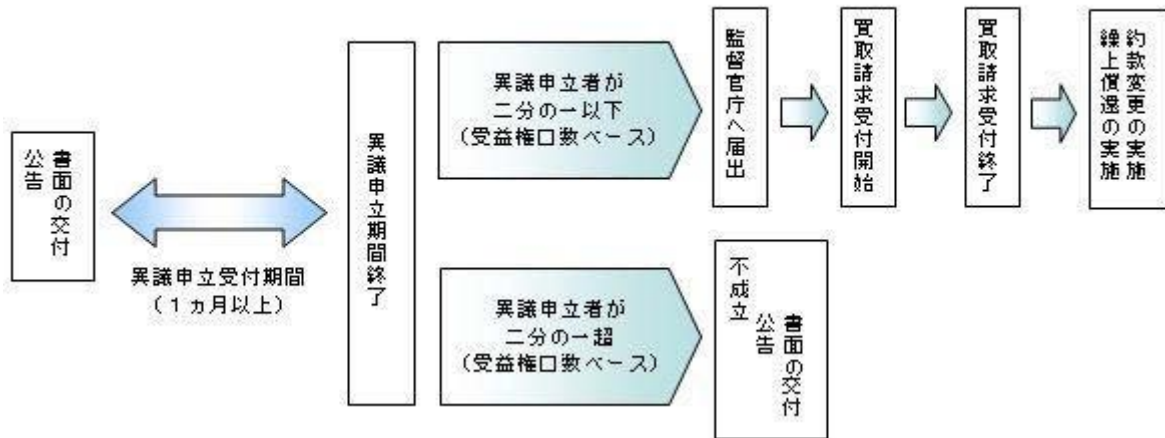 書面の交付
公告
異議申立受付期間
（１ヵ月以上）
異議申立期間終了
異議申立者が
二分の一以下
（受益権口数ベース）
監督官庁へ届出
買取請求受付開始
買取請求受付終了
約款変更の実施
繰上償還の実施
異議申立者が
二分の一超
（受益権口数ベース）
不成立
書面の交付
公告